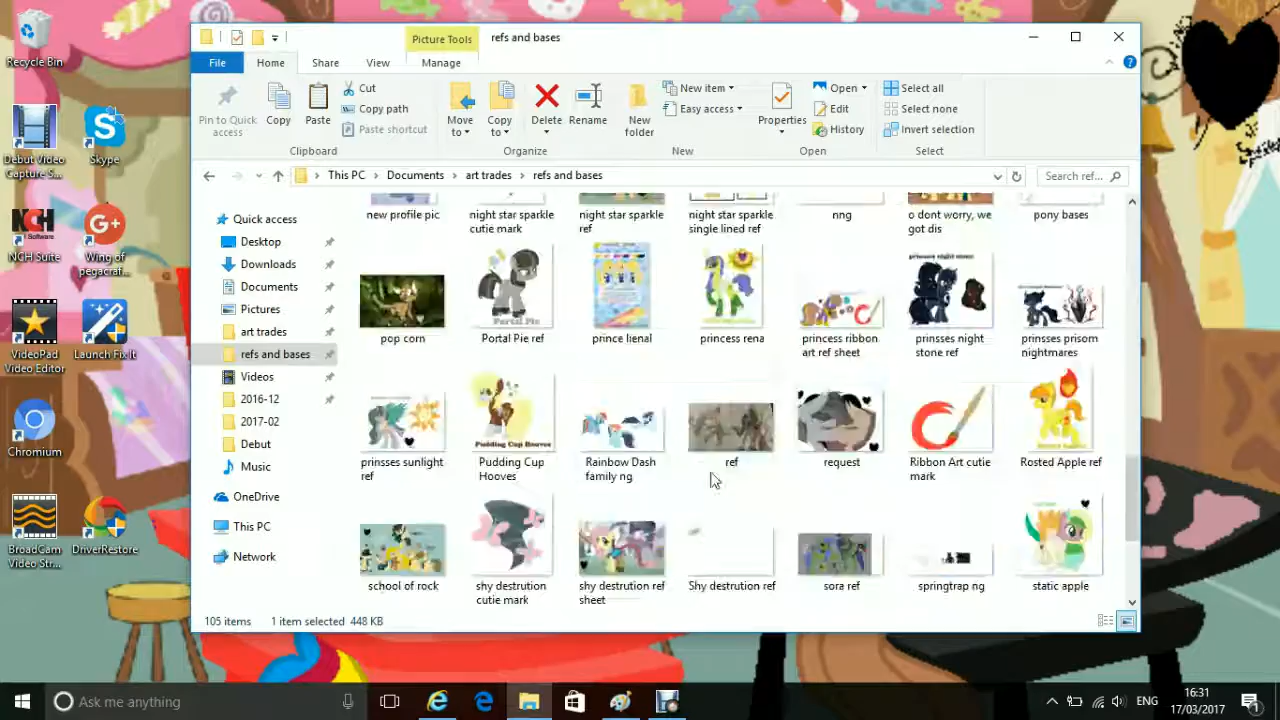 Recycle Bin
Debut Video
Capture S...
Skype
NCH Suite
Wing of
pegacraf...
VideoPad
Video Editor
Launch Fixit
Chromium
BroadCam
Video Str...
DriverRestore
Picture Tools
refs and bases
File
Home
Share
View
Manage
Pin to Quick
access
Copy
Paste
Cut
Copy path
Paste shortcut
Clipboard
Move
to
Copy
to
Delete
Rename
Organize
New
folder
New item
Easy access
New
Properties
Open
Edit
History
Open
Select all
Select none
Invert selection
Select
This PC
Documents
art trades
refs and bases
Search ref...
Quick access
Desktop
Downloads
Documents
Pictures
art trades
refs and bases
Videos
2016-12
2017-02
Debut
Music
OneDrive
This PC
Network
new profile pic
night star sparkle
cutie mark
night star sparkle
ref
night star sparkle
single lined ref
nng
o dont worry, we
got dis
pony bases
pop corn
Portal Pie
Portal Pie ref
prince lienal
princess rena
princess ribbon
art ref sheet
prinsses night
stone ref
prinsses prisom
nightmares
prinsses sunlight
ref
Pudding Cup Hooves
Pudding Cup
Hooves
Rainbow Dash
family ng
ref
request
Ribbon Art cutie
mark
Rosted Apple
Rosted Apple ref
school of rock
shy destrution
cutie mark
shy destrution ref
sheet
Shy destrution ref
sora ref
springtrap ng
static apple
105 items
1 item selected
448 KB
Ask me anything
ENG
16:31
17/03/2017